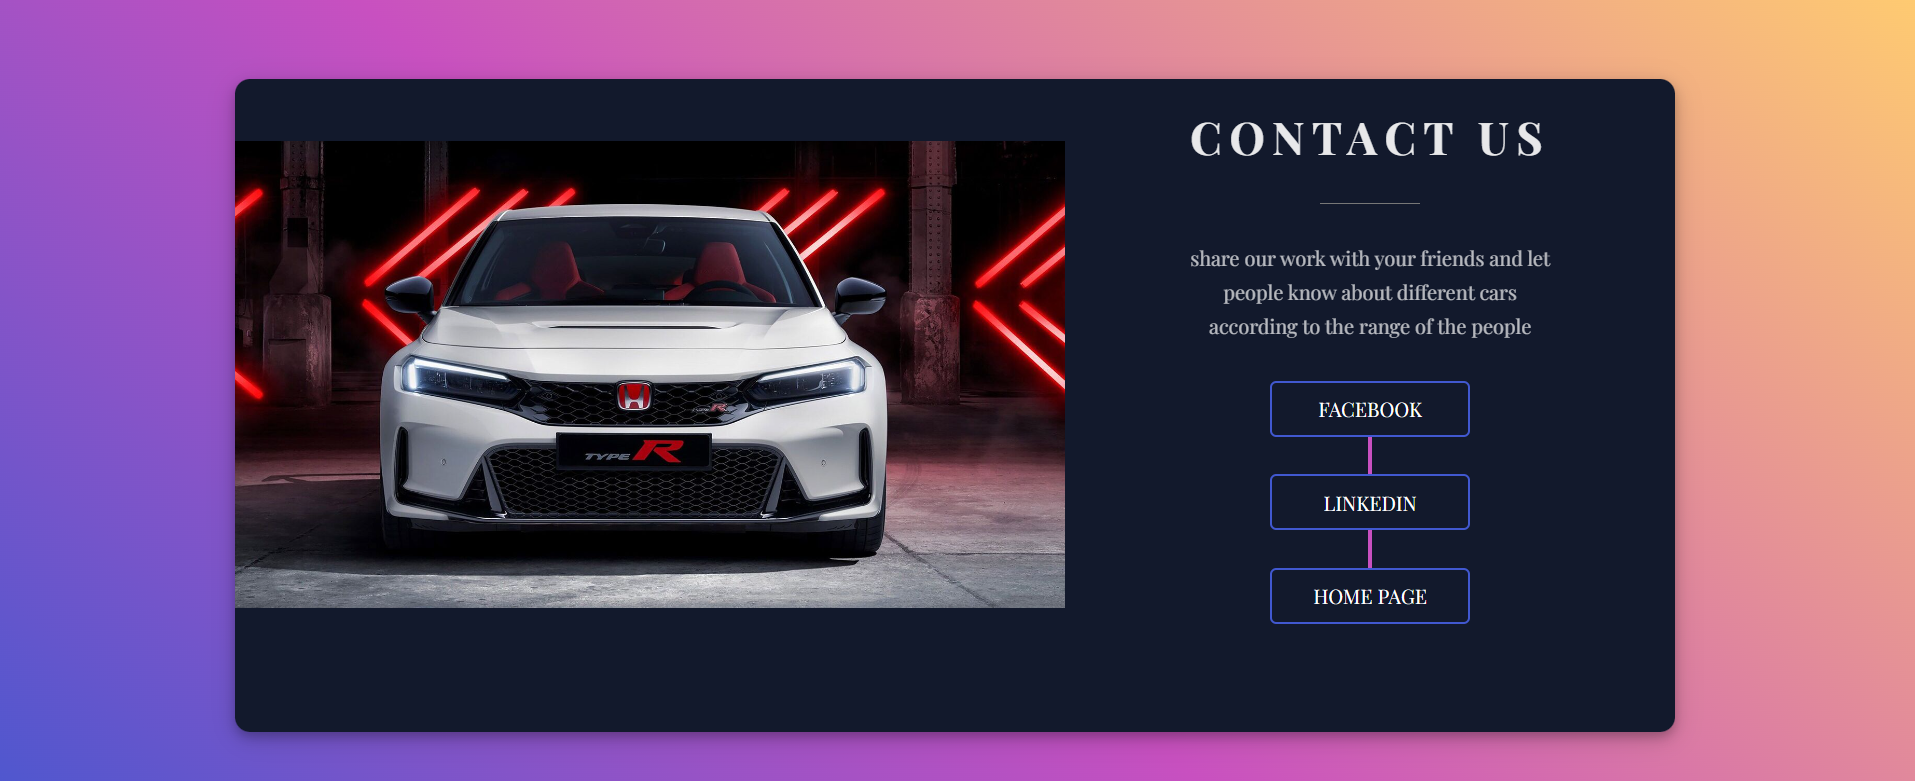 CONTACT US
share our work with your friends and let
people know about different cars
according to the range of the people
FACEBOOK
LINKEDIN
HOME PAGE
TYPE R